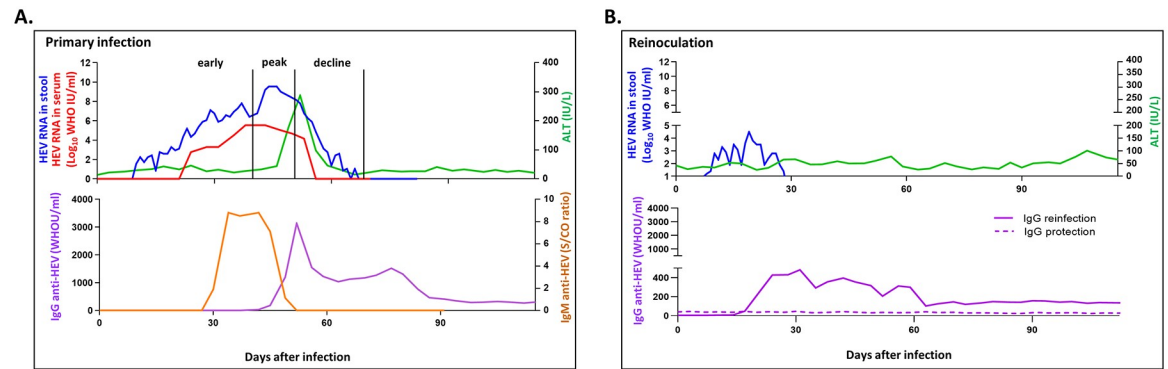 A.
Primary infection
early
peak
decline
HEV RNA in stool
HEV RNA in serum
(Log10 WHO IU/ml)
12
10
8
6
4
2
0
400
300
200
100
0
ALT (IU/L)
IgG anti-HEV (WHOU/ml)
4000
3000
2000
1000
0
10
8
6
4
2
0
IgM anti-HEV (S/CO ratio)
0
30
60
90
Days after infection
B.
Reinoculation
HEV RNA in stool
(Log10 WHO IU/ml)
12
10
8
6
5
4
3
2
1
400
350
300
250
200
200
150
100
50
0
ALT (IU/L)
0
30
60
90
IgG anti-HEV (WHOU/ml)
4000
3000
2000
1000
400
200
0
IgG reinfection
IgG protection
0
30
60
90
Days after infection